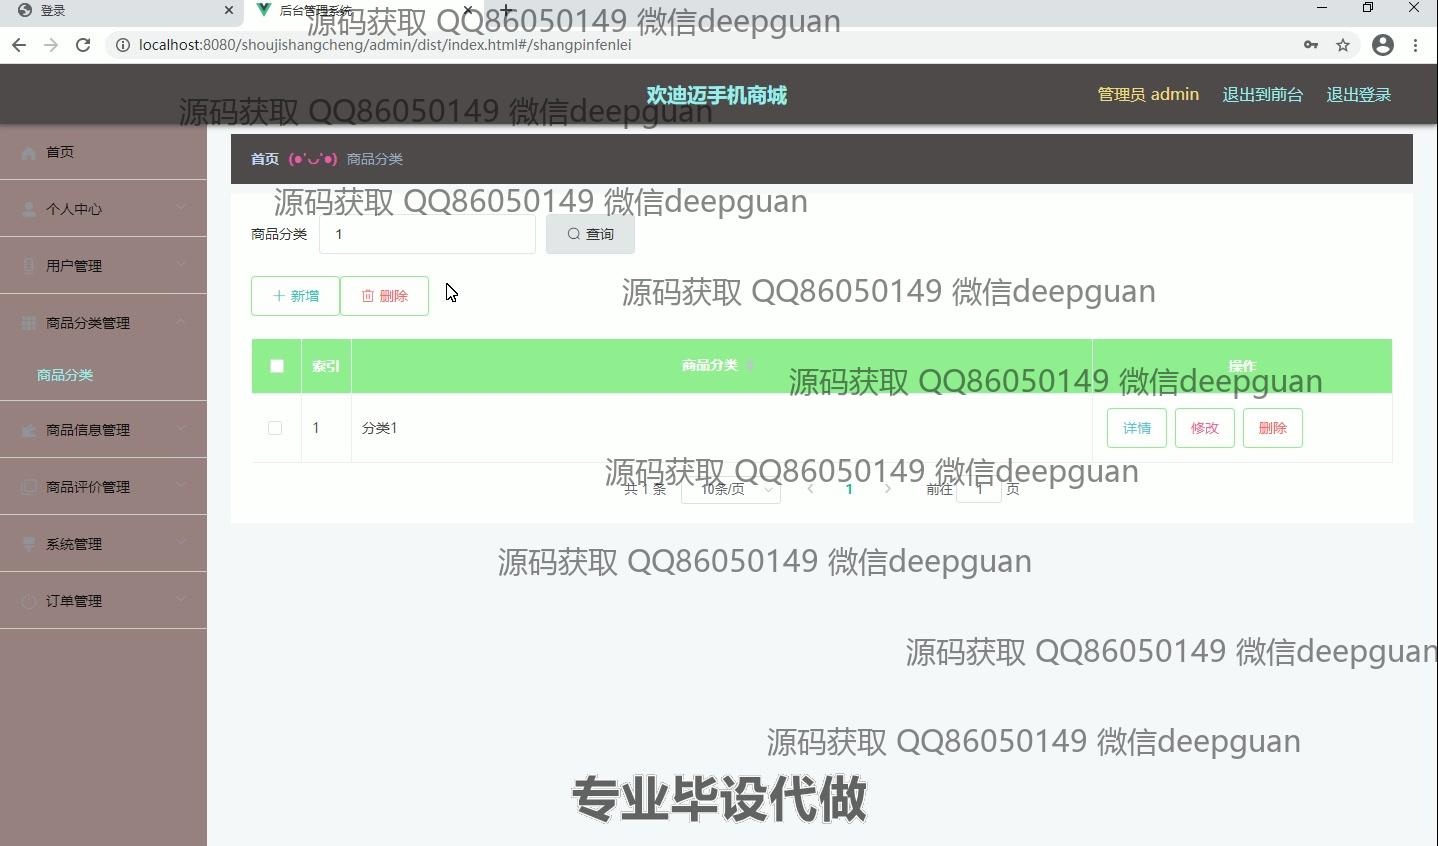 登录
后台管理系统
源码获取 QQ86050149 微信deepguan
localhost:8080/shoujishangcheng/admin/dist/index.html#/shangpinfenlei
欢迪迈手机商城
管理员 admin
退出到前台
退出登录
源码获取 QQ86050149 微信deepguan
首页
个人中心
用户管理
商品分类管理
商品分类
商品信息管理
商品评价管理
系统管理
订单管理
首页 (●'◡'●) 商品分类
源码获取 QQ86050149 微信deepguan
商品分类 1 查询
新增 删除
源码获取 QQ86050149 微信deepguan
索引 商品分类 操作
源码获取 QQ86050149 微信deepguan
1 分类1 详情 修改 删除
源码获取 QQ86050149 微信deepguan
共 1 条 10条/页 1 前往 1 页
源码获取 QQ86050149 微信deepguan
源码获取 QQ86050149 微信deepguan
源码获取 QQ86050149 微信deepguan
专业毕设代做